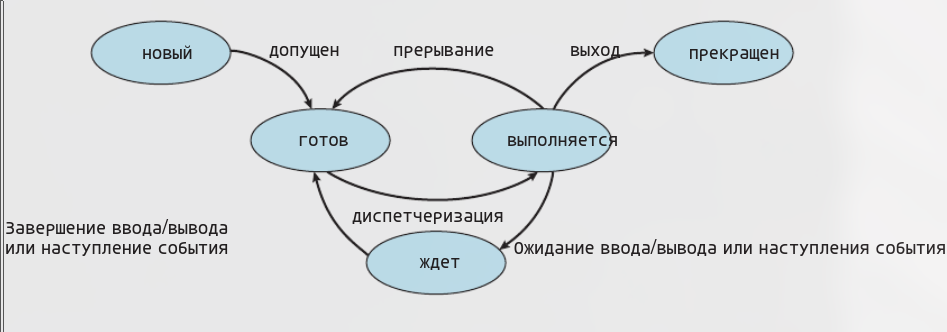 новый
допущен
прерывание
выход
прекращен
готов
выполняется
диспетчеризация
Завершение ввода/вывода
или наступление события
Ожидание ввода/вывода или наступления события
ждет